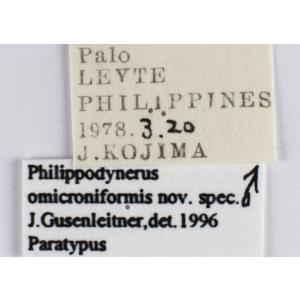 Palo
LEYTE
PHILIPPINES
1978.3.20
J.KOJIMA
Philippodynerus
omicroniformis nov. spec.♂
J.Gusenleitner,det.1996
Paratypus